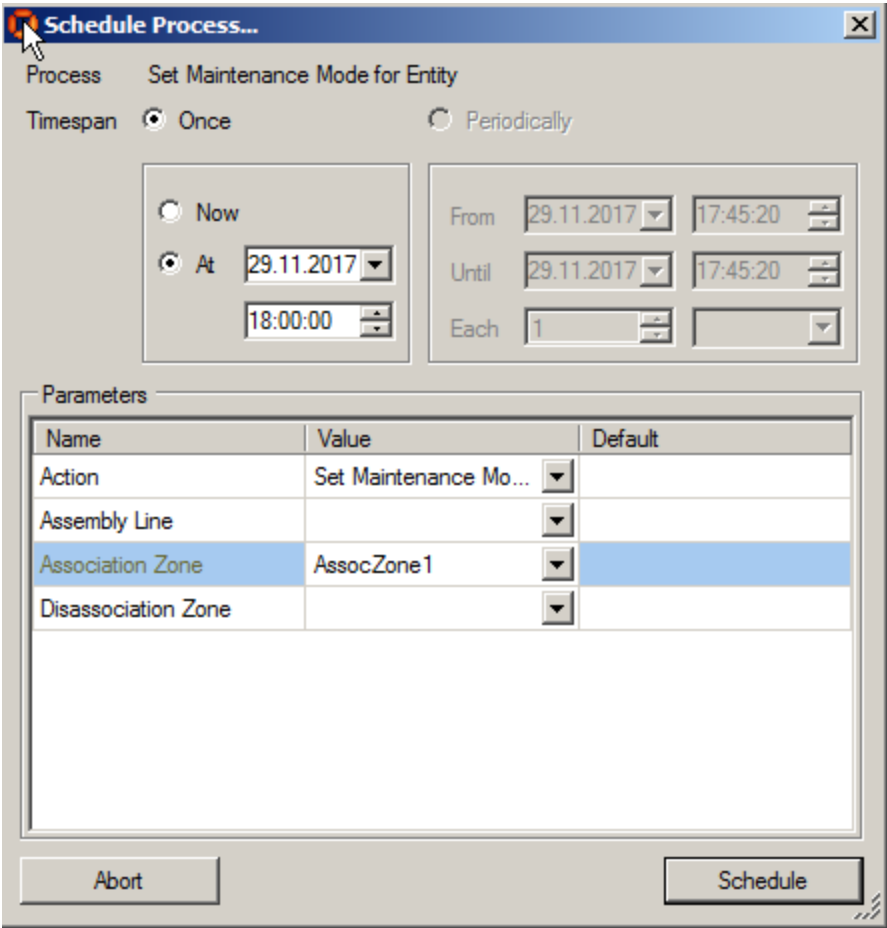 Schedule Process...
Process Set Maintenance Mode for Entity
Timespan Once Periodically
Now
At 29.11.2017
18:00:00
From 29.11.2017 17:45:20
Until 29.11.2017 17:45:20
Each 1
Parameters
Name Value Default
Action Set Maintenance Mo...
Assembly Line
Association Zone AssocZone1
Disassociation Zone
Abort Schedule